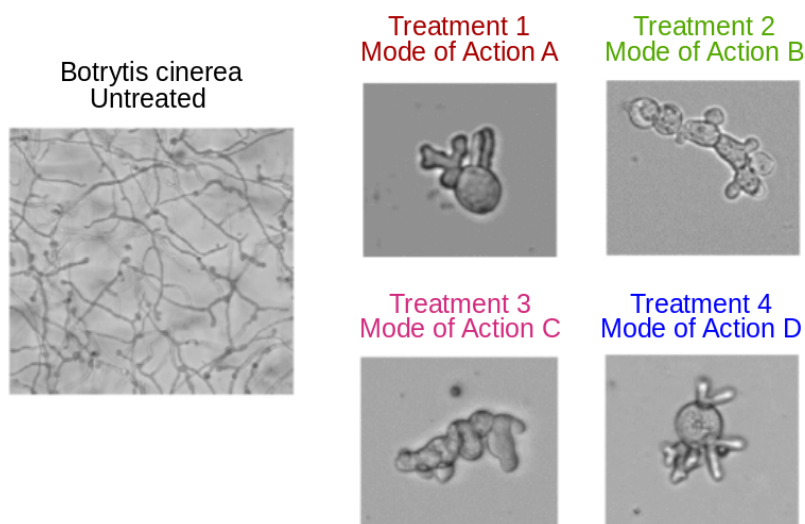 Botrytis cinerea
Untreated
Treatment 1
Mode of Action A
Treatment 2
Mode of Action B
Treatment 3
Mode of Action C
Treatment 4
Mode of Action D